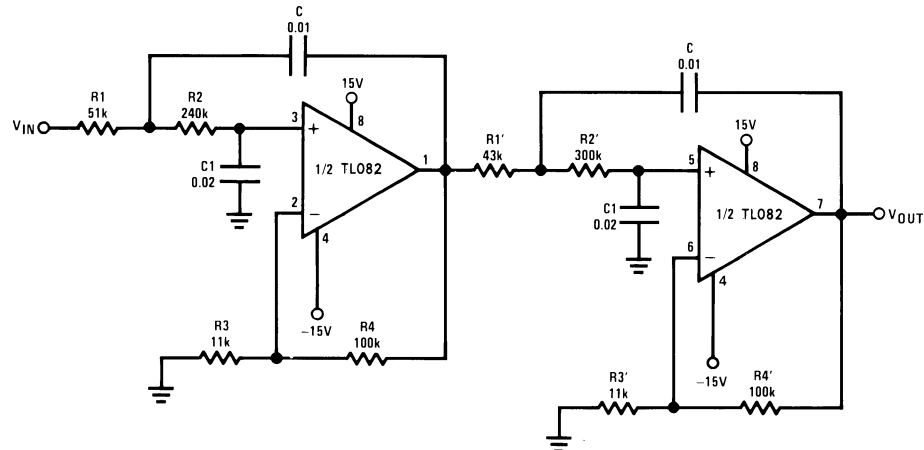 C
0.01
15V
R1
51k
R2
240k
VIN
3
8
+
C1
0.02
1/2 TL082
1
2
−
4
−15V
R3
11k
R4
100k
C
0.01
15V
R1'
43k
R2'
300k
5
8
+
C1
0.02
1/2 TL082
7
VOUT
6
−
4
−15V
R3'
11k
R4'
100k